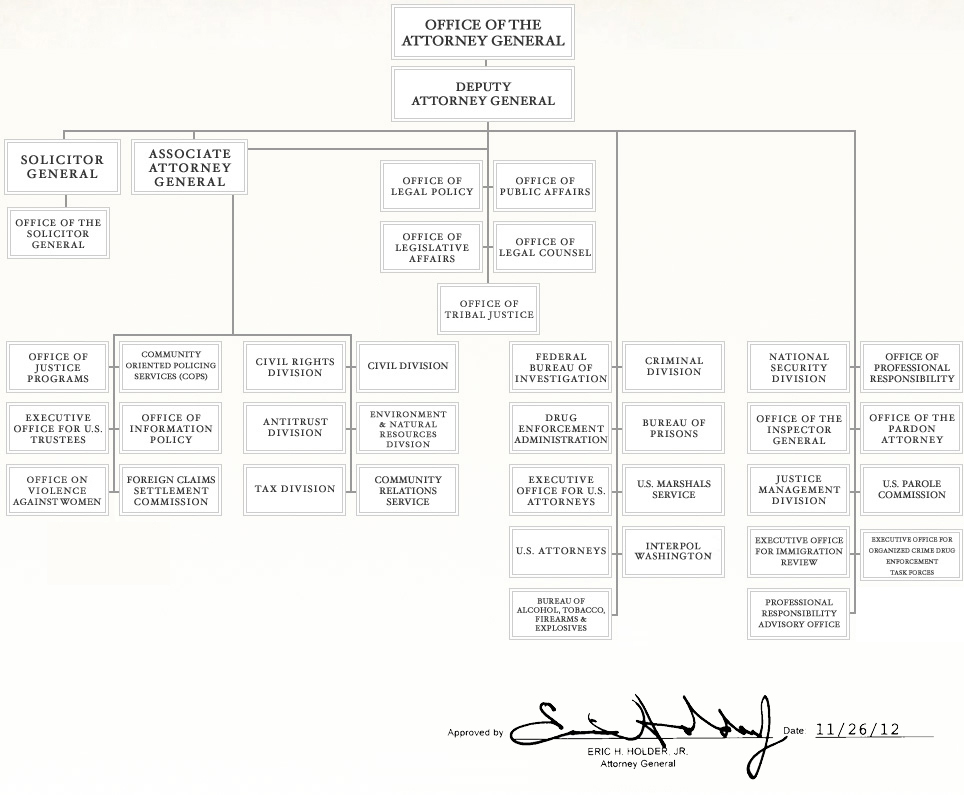 OFFICE OF THE
ATTORNEY GENERAL
DEPUTY
ATTORNEY GENERAL
SOLICITOR
GENERAL
ASSOCIATE
ATTORNEY
GENERAL
OFFICE OF
LEGAL POLICY
OFFICE OF
PUBLIC AFFAIRS
OFFICE OF THE
SOLICITOR
GENERAL
OFFICE OF
LEGISLATIVE
AFFAIRS
OFFICE OF
LEGAL COUNSEL
OFFICE OF
TRIBAL JUSTICE
OFFICE OF
JUSTICE
PROGRAMS
COMMUNITY
ORIENTED POLICING
SERVICES (COPS)
CIVIL RIGHTS
DIVISION
CIVIL DIVISION
FEDERAL
BUREAU OF
INVESTIGATION
CRIMINAL
DIVISION
NATIONAL
SECURITY
DIVISION
OFFICE OF
PROFESSIONAL
RESPONSIBILITY
EXECUTIVE
OFFICE FOR U.S.
TRUSTEES
OFFICE OF
INFORMATION
POLICY
ANTITRUST
DIVISION
ENVIRONMENT
& NATURAL
RESOURCES
DIVSION
DRUG
ENFORCEMENT
ADMINISTRATION
BUREAU OF
PRISONS
OFFICE OF THE
INSPECTOR
GENERAL
OFFICE OF THE
PARDON
ATTORNEY
OFFICE ON
VIOLENCE
AGAINST WOMEN
FOREIGN CLAIMS
SETTLEMENT
COMMISSION
TAX DIVISION
COMMUNITY
RELATIONS
SERVICE
EXECUTIVE
OFFICE FOR U.S.
ATTORNEYS
U.S. MARSHALS
SERVICE
JUSTICE
MANAGEMENT
DIVISION
U.S. PAROLE
COMMISSION
U.S. ATTORNEYS
INTERPOL
WASHINGTON
EXECUTIVE OFFICE
FOR IMMIGRATION
REVIEW
EXECUTIVE OFFICE FOR
ORGANIZED CRIME DRUG
ENFORCEMENT
TASK FORCES
BUREAU OF
ALCOHOL, TOBACCO,
FIREARMS &
EXPLOSIVES
PROFESSIONAL
RESPONSIBILITY
ADVISORY OFFICE
Approved by Eric H Holder Jr Date: 11/26/12
ERIC H. HOLDER, JR.
Attorney General